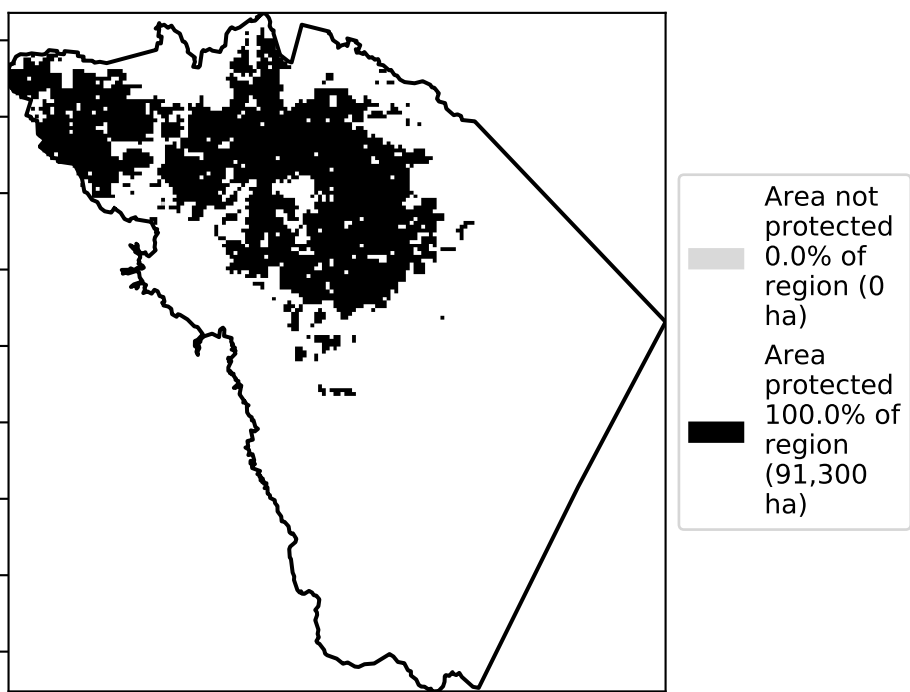 Area not
protected
0.0% of
region (0
ha)
Area
protected
100.0% of
region
(91,300
ha)